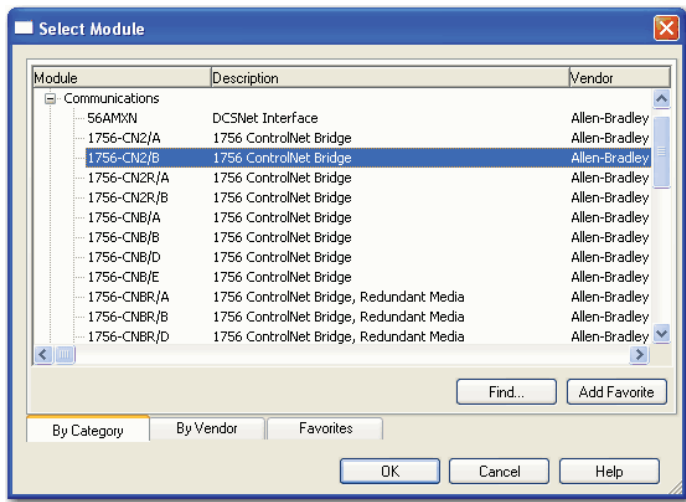 Select Module
Module Description Vendor
Communications
56AMXN DCSNet Interface Allen-Bradley
1756-CN2/A 1756 ControlNet Bridge Allen-Bradley
1756-CN2/B 1756 ControlNet Bridge Allen-Bradley
1756-CN2R/A 1756 ControlNet Bridge Allen-Bradley
1756-CN2R/B 1756 ControlNet Bridge Allen-Bradley
1756-CNB/A 1756 ControlNet Bridge Allen-Bradley
1756-CNB/B 1756 ControlNet Bridge Allen-Bradley
1756-CNB/D 1756 ControlNet Bridge Allen-Bradley
1756-CNB/E 1756 ControlNet Bridge Allen-Bradley
1756-CNBR/A 1756 ControlNet Bridge, Redundant Media Allen-Bradley
1756-CNBR/B 1756 ControlNet Bridge, Redundant Media Allen-Bradley
1756-CNBR/D 1756 ControlNet Bridge, Redundant Media Allen-Bradley
Find... Add Favorite
By Category By Vendor Favorites
OK Cancel Help